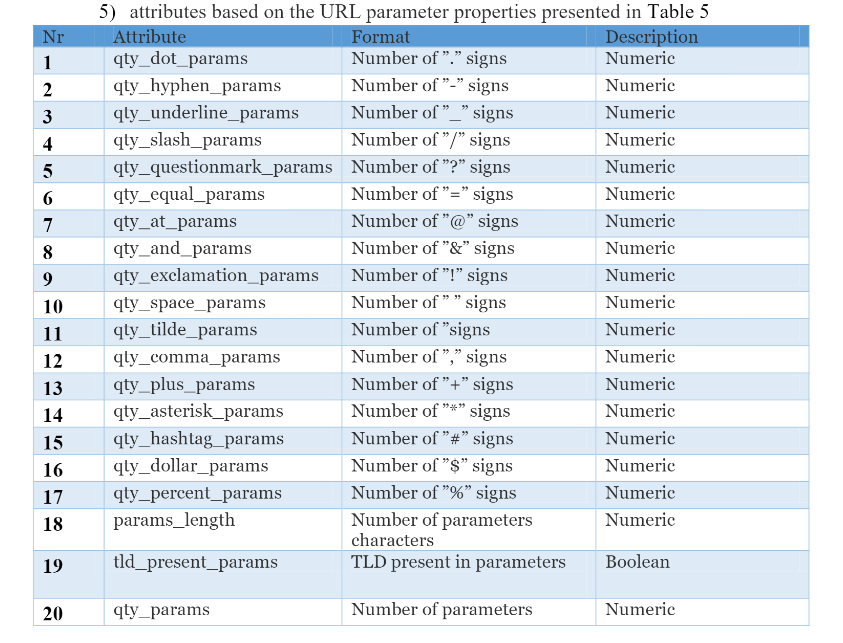 5) attributes based on the URL parameter properties presented in Table 5
Nr Attribute Format Description
1 qty_dot_params Number of ”.” signs Numeric
2 qty_hyphen_params Number of ”-” signs Numeric
3 qty_underline_params Number of ”_” signs Numeric
4 qty_slash_params Number of ”/” signs Numeric
5 qty_questionmark_params Number of ”?” signs Numeric
6 qty_equal_params Number of ”=” signs Numeric
7 qty_at_params Number of ”@” signs Numeric
8 qty_and_params Number of ”&” signs Numeric
9 qty_exclamation_params Number of ”!” signs Numeric
10 qty_space_params Number of ” ” signs Numeric
11 qty_tilde_params Number of ”signs Numeric
12 qty_comma_params Number of ”,” signs Numeric
13 qty_plus_params Number of ”+” signs Numeric
14 qty_asterisk_params Number of ”*” signs Numeric
15 qty_hashtag_params Number of ”#” signs Numeric
16 qty_dollar_params Number of ”$” signs Numeric
17 qty_percent_params Number of ”%” signs Numeric
18 params_length Number of parameters Numeric
characters
19 tld_present_params TLD present in parameters Boolean
20 qty_params Number of parameters Numeric